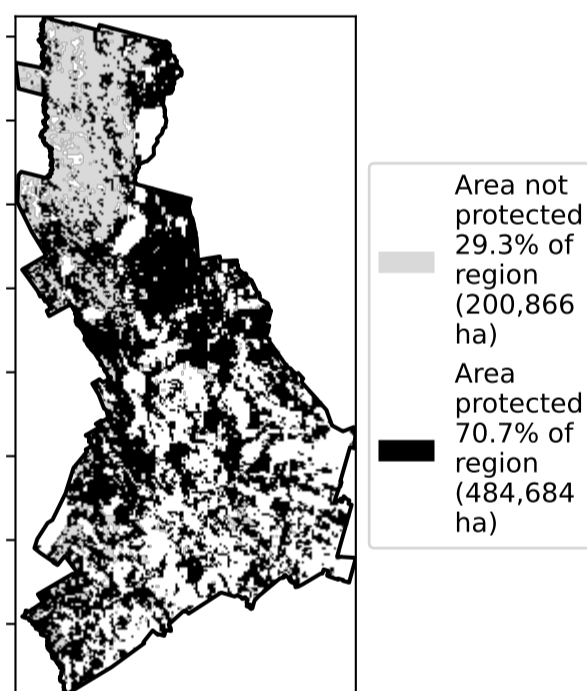 Area not
protected
29.3% of
region
(200,866
ha)
Area
protected
70.7% of
region
(484,684
ha)